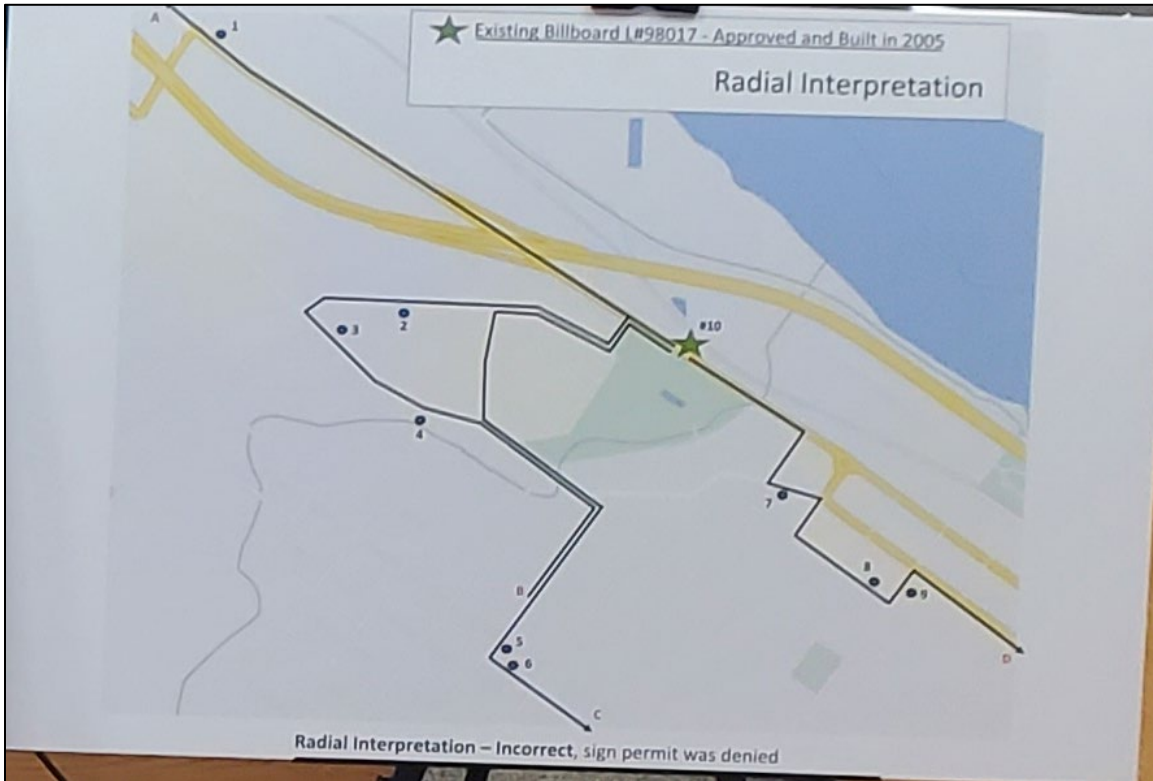 Existing Billboard L#98017 - Approved and Built in 2005
Radial Interpretation
A
1
#10
3
2
4
7
8
9
B
5
6
D
C
Radial Interpretation – Incorrect, sign permit was denied